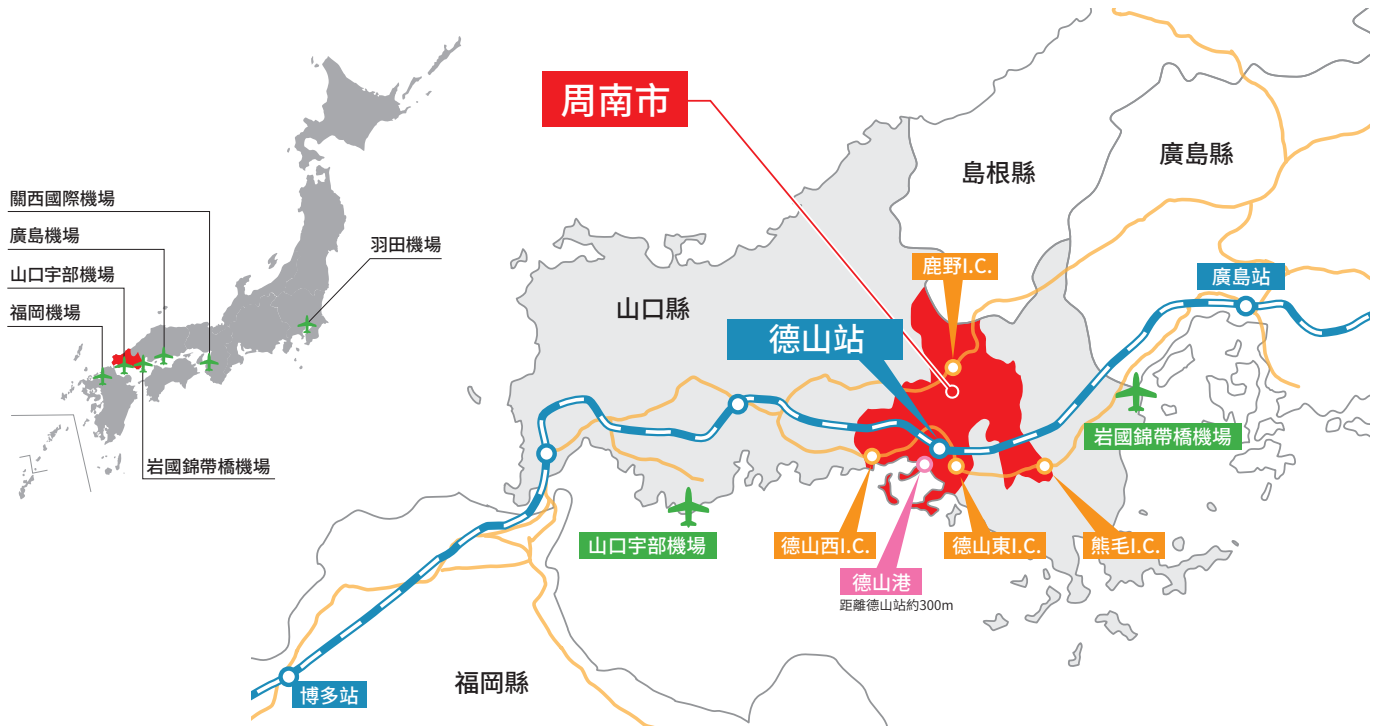 關西國際機場
廣島機場
山口宇部機場
福岡機場
羽田機場
岩國錦帶橋機場
周南市
島根縣
廣島縣
鹿野I.C.
廣島站
山口縣
德山站
岩國錦帶橋機場
山口宇部機場
德山西I.C.
德山東I.C.
熊毛I.C.
德山港
距離德山站約300m
福岡縣
博多站